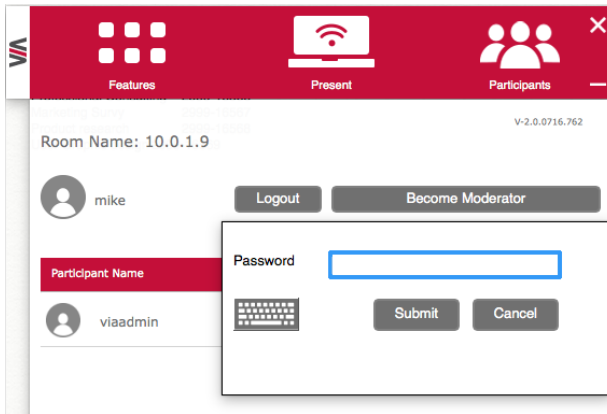 Features
Present
Participants
V-2.0.0716.762
Room Name: 10.0.1.9
mike
Logout
Become Moderator
Password
Participant Name
Submit
Cancel
viaadmin